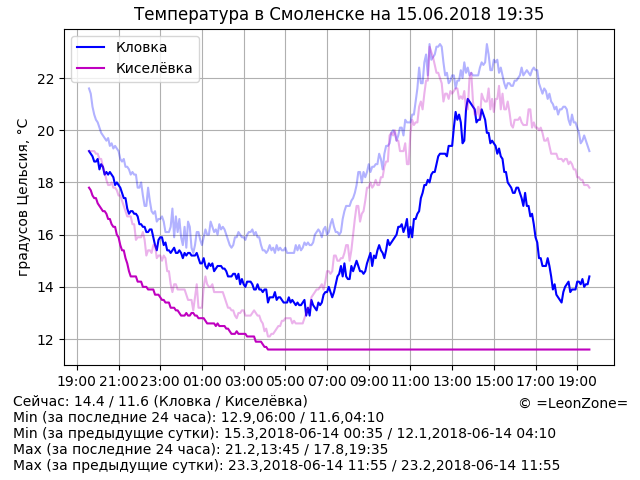 Температура в Смоленске на 15.06.2018 19:35
Кловка
Киселёвка
градусов Цельсия, °C
22
20
18
16
14
12
19:00 21:00 23:00 01:00 03:00 05:00 07:00 09:00 11:00 13:00 15:00 17:00 19:00
Сейчас: 14.4 / 11.6 (Кловка / Киселёвка)
© =LeonZone=
Min (за последние 24 часа): 12.9,06:00 / 11.6,04:10
Min (за предыдущие сутки): 15.3,2018-06-14 00:35 / 12.1,2018-06-14 04:10
Max (за последние 24 часа): 21.2,13:45 / 17.8,19:35
Max (за предыдущие сутки): 23.3,2018-06-14 11:55 / 23.2,2018-06-14 11:55